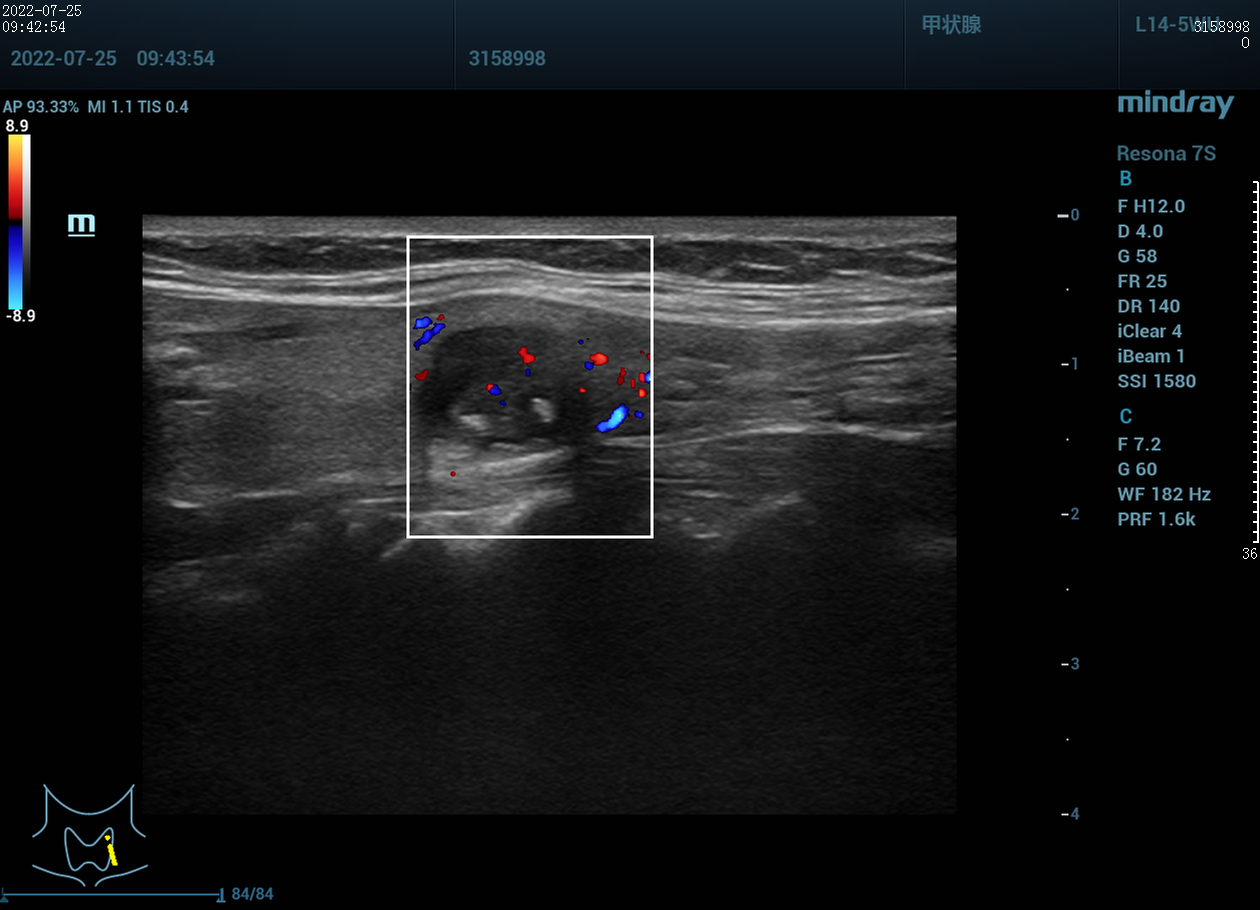 2022-07-25
09:42:54
3158998
0
2022-07-25 09:43:54
3158998
甲状腺
AP 93.33% MI 1.1 TIS 0.4
8.9
-8.9
m
mindray
Resona 7S
B
F H12.0
D 4.0
G 58
FR 25
DR 140
iClear 4
iBeam 1
SSI 1580
C
F 7.2
G 60
WF 182 Hz
PRF 1.6k
0
1
2
3
4
36
84/84